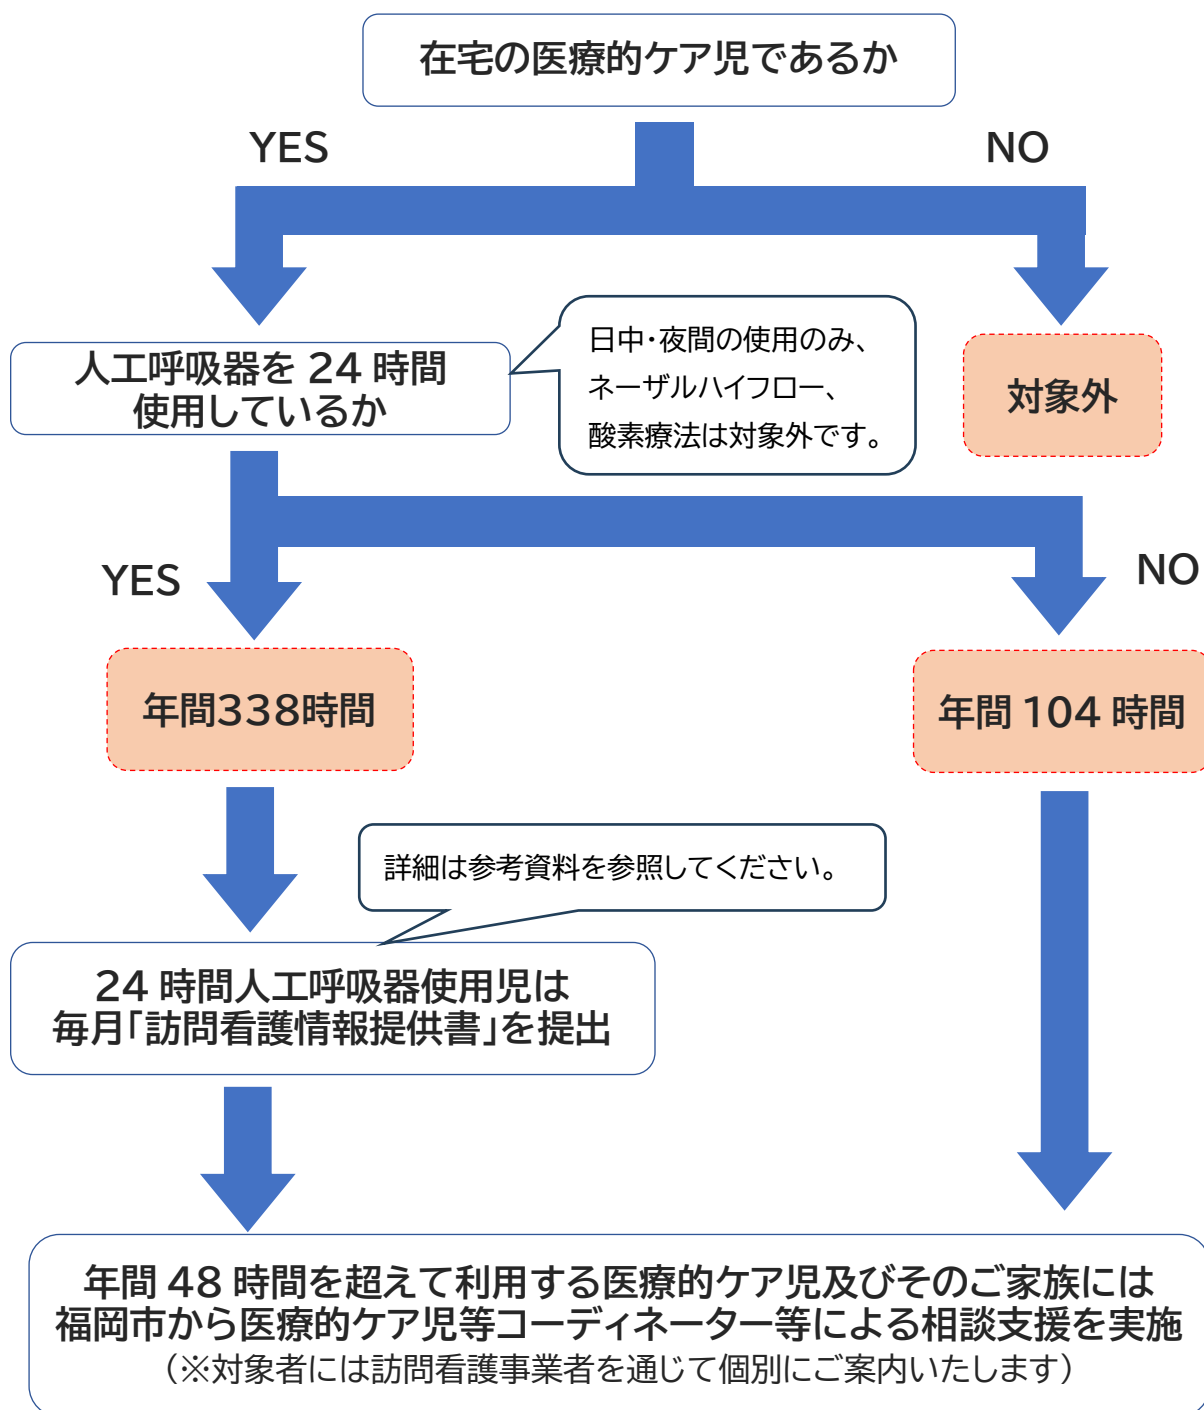 在宅の医療的ケア児であるか
YES
NO
人工呼吸器を 24 時間
使用しているか
日中・夜間の使用のみ、
ネーザルハイフロー、
酸素療法は対象外です。
対象外
YES
NO
年間338時間
年間 104 時間
詳細は参考資料を参照してください。
24 時間人工呼吸器使用児は
毎月「訪問看護情報提供書」を提出
年間 48 時間を超えて利用する医療的ケア児及びそのご家族には
福岡市から医療的ケア児等コーディネーター等による相談支援を実施
（※対象者には訪問看護事業者を通じて個別にご案内いたします）